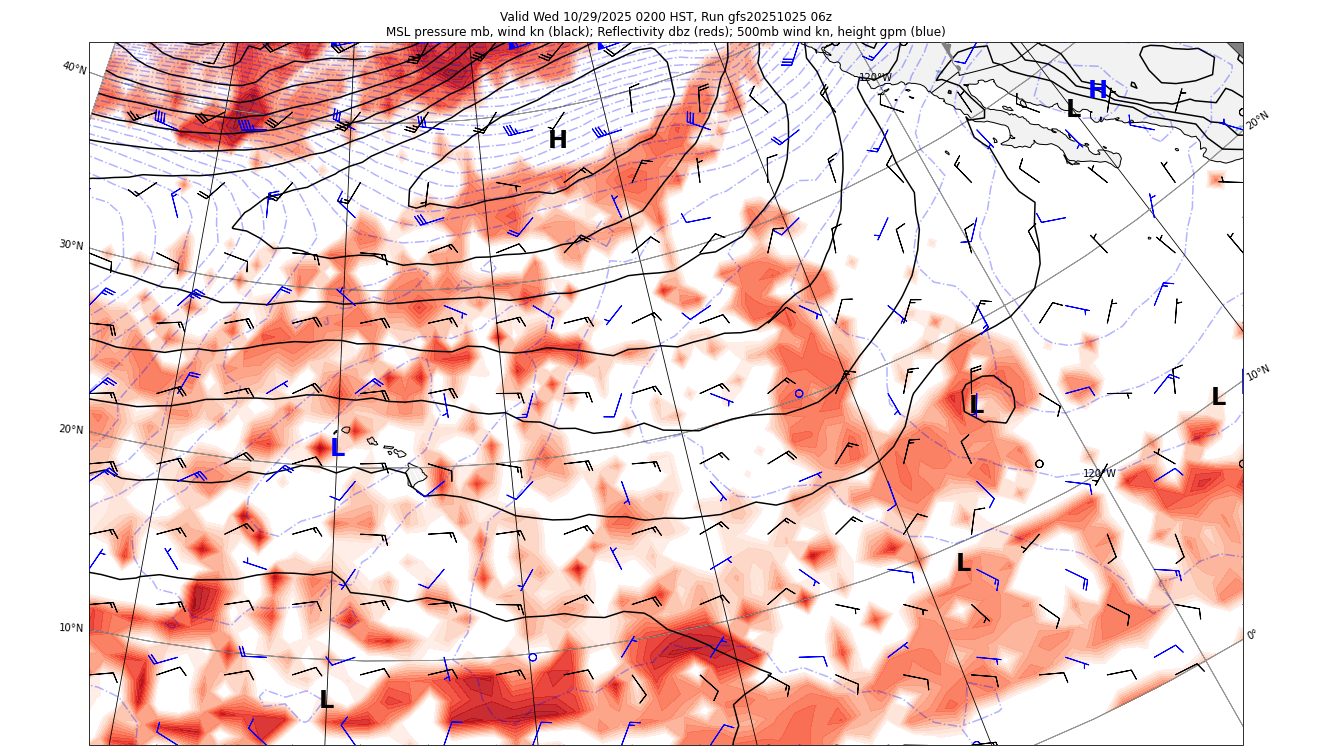 Valid Wed 10/29/2025 0200 HST, Run gfs20251025 06z
MSL pressure mb, wind kn (black); Reflectivity dbz (reds); 500mb wind kn, height gpm (blue)
40°N
120°W
H
L
20°N
H
30°N
10°N
L
L
20°N
L
120°W
L
10°N
0°
L